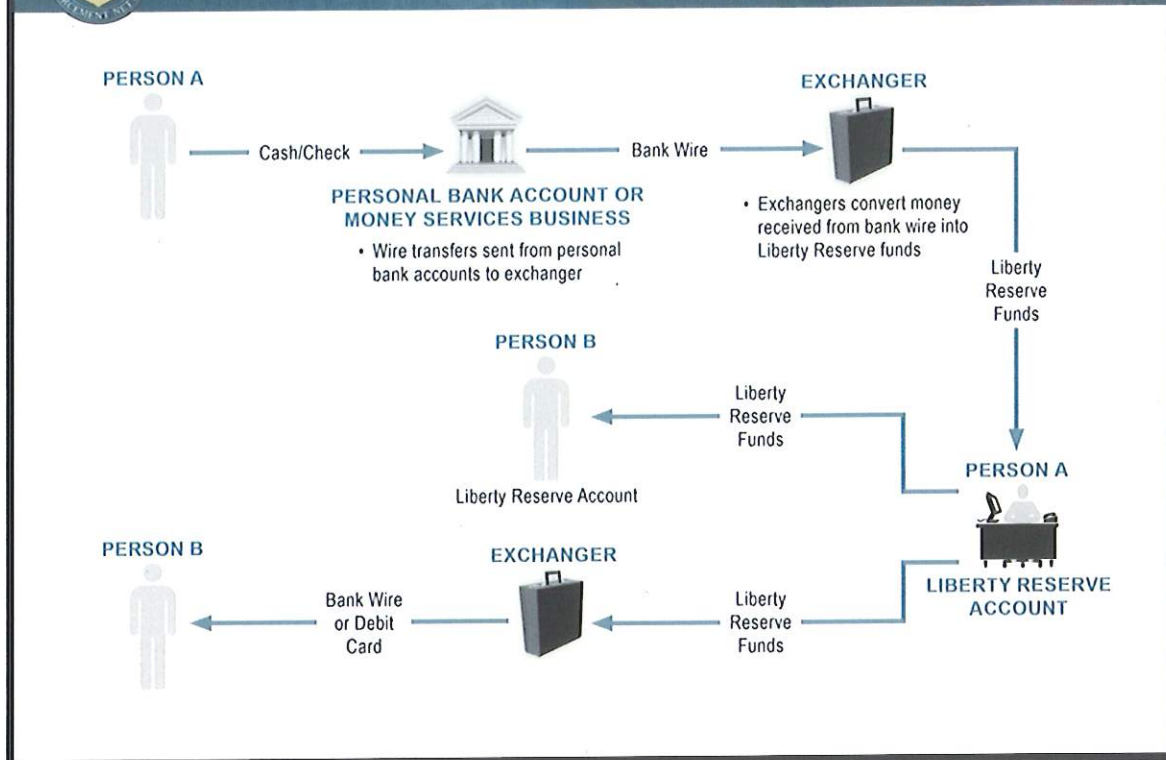 PERSON A
EXCHANGER
Cash/Check
Bank Wire
PERSONAL BANK ACCOUNT OR
MONEY SERVICES BUSINESS
• Wire transfers sent from personal
bank accounts to exchanger
• Exchangers convert money
received from bank wire into
Liberty Reserve funds
Liberty
Reserve
Funds
PERSON B
Liberty
Reserve
Funds
Liberty Reserve Account
PERSON A
LIBERTY RESERVE
ACCOUNT
PERSON B
EXCHANGER
Bank Wire
or Debit
Card
Liberty
Reserve
Funds